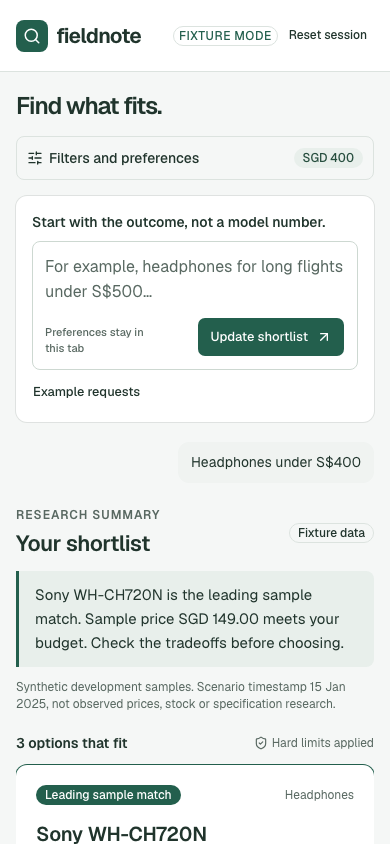 fieldnote
FIXTURE MODE
Reset session
Find what fits.
Filters and preferences
SGD 400
Start with the outcome, not a model number.
For example, headphones for long flights
under S$500...
Preferences stay in
this tab
Update shortlist
Example requests
Headphones under S$400
RESEARCH SUMMARY
Your shortlist
Fixture data
Sony WH-CH720N is the leading sample
match. Sample price SGD 149.00 meets your
budget. Check the tradeoffs before choosing.
Synthetic development samples. Scenario timestamp 15 Jan
2025, not observed prices, stock or specification research.
3 options that fit
Hard limits applied
Leading sample match
Headphones
Sony WH-CH720N